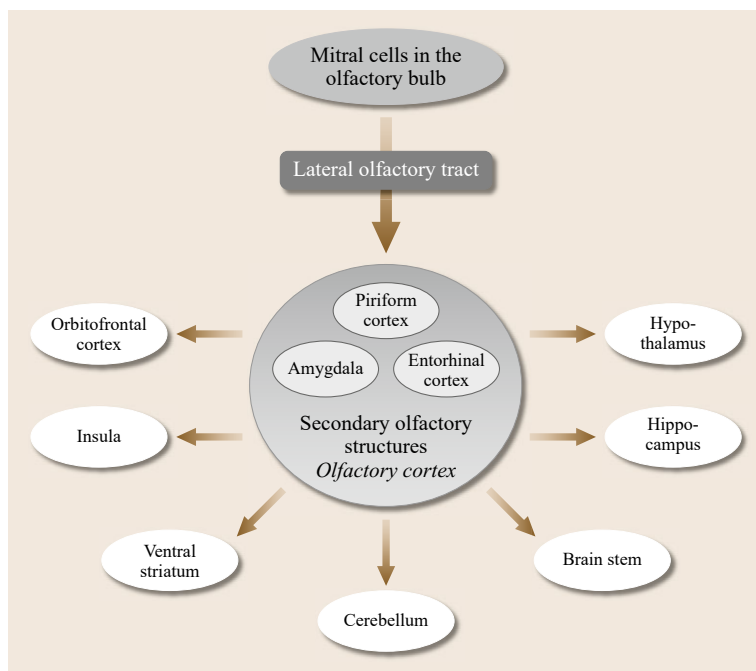 Mitral cells in the
olfactory bulb
Lateral olfactory tract
Piriform
cortex
Amygdala
Entorhinal
cortex
Secondary olfactory
structures
Olfactory cortex
Orbitofrontal
cortex
Insula
Ventral
striatum
Cerebellum
Brain stem
Hippo-
campus
Hypo-
thalamus